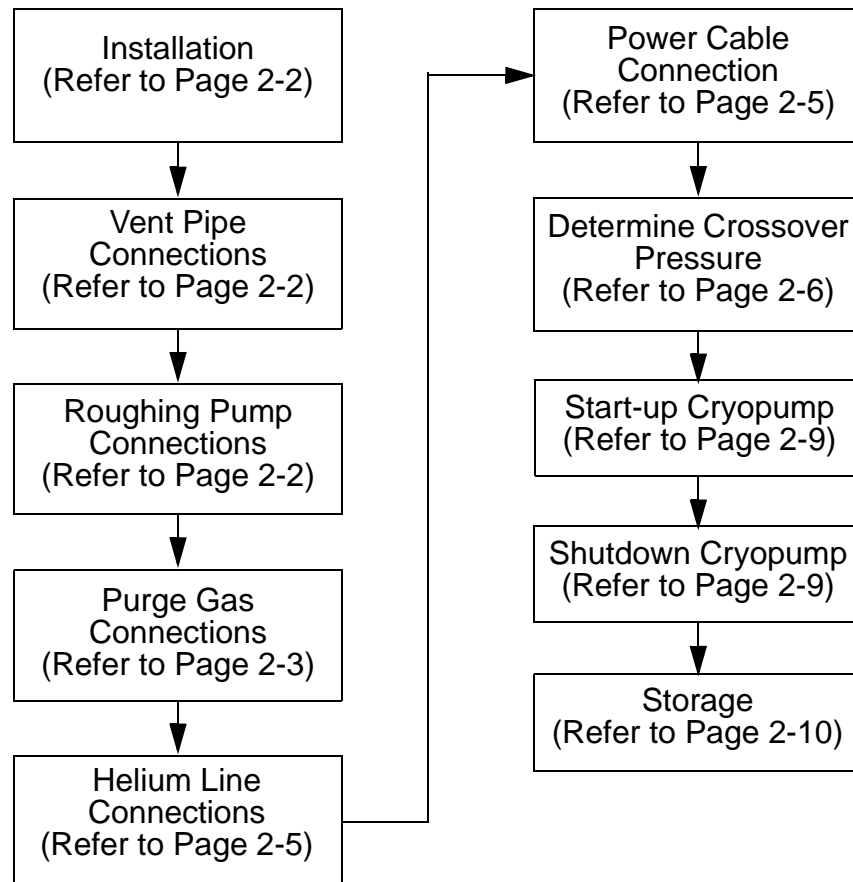 Installation
(Refer to Page 2-2)
Vent Pipe
Connections
(Refer to Page 2-2)
Roughing Pump
Connections
(Refer to Page 2-2)
Purge Gas
Connections
(Refer to Page 2-3)
Helium Line
Connections
(Refer to Page 2-5)
Power Cable
Connection
(Refer to Page 2-5)
Determine Crossover
Pressure
(Refer to Page 2-6)
Start-up Cryopump
(Refer to Page 2-9)
Shutdown Cryopump
(Refer to Page 2-9)
Storage
(Refer to Page 2-10)